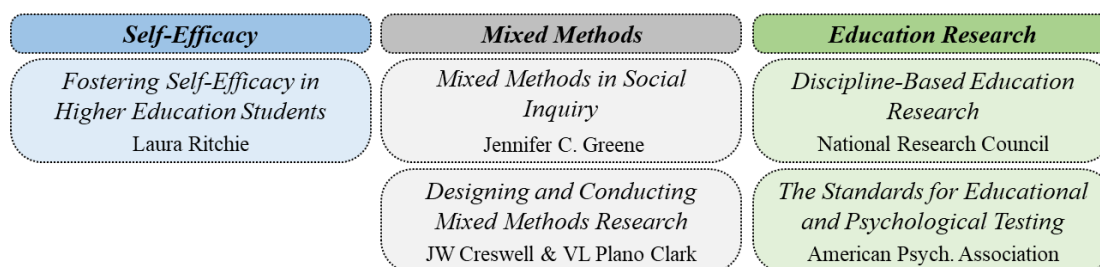 Self-Efficacy
Fostering Self-Efficacy in
Higher Education Students
Laura Ritchie
Mixed Methods
Mixed Methods in Social
Inquiry
Jennifer C. Greene
Designing and Conducting
Mixed Methods Research
JW Creswell & VL Plano Clark
Education Research
Discipline-Based Education
Research
National Research Council
The Standards for Educational
and Psychological Testing
American Psych. Association